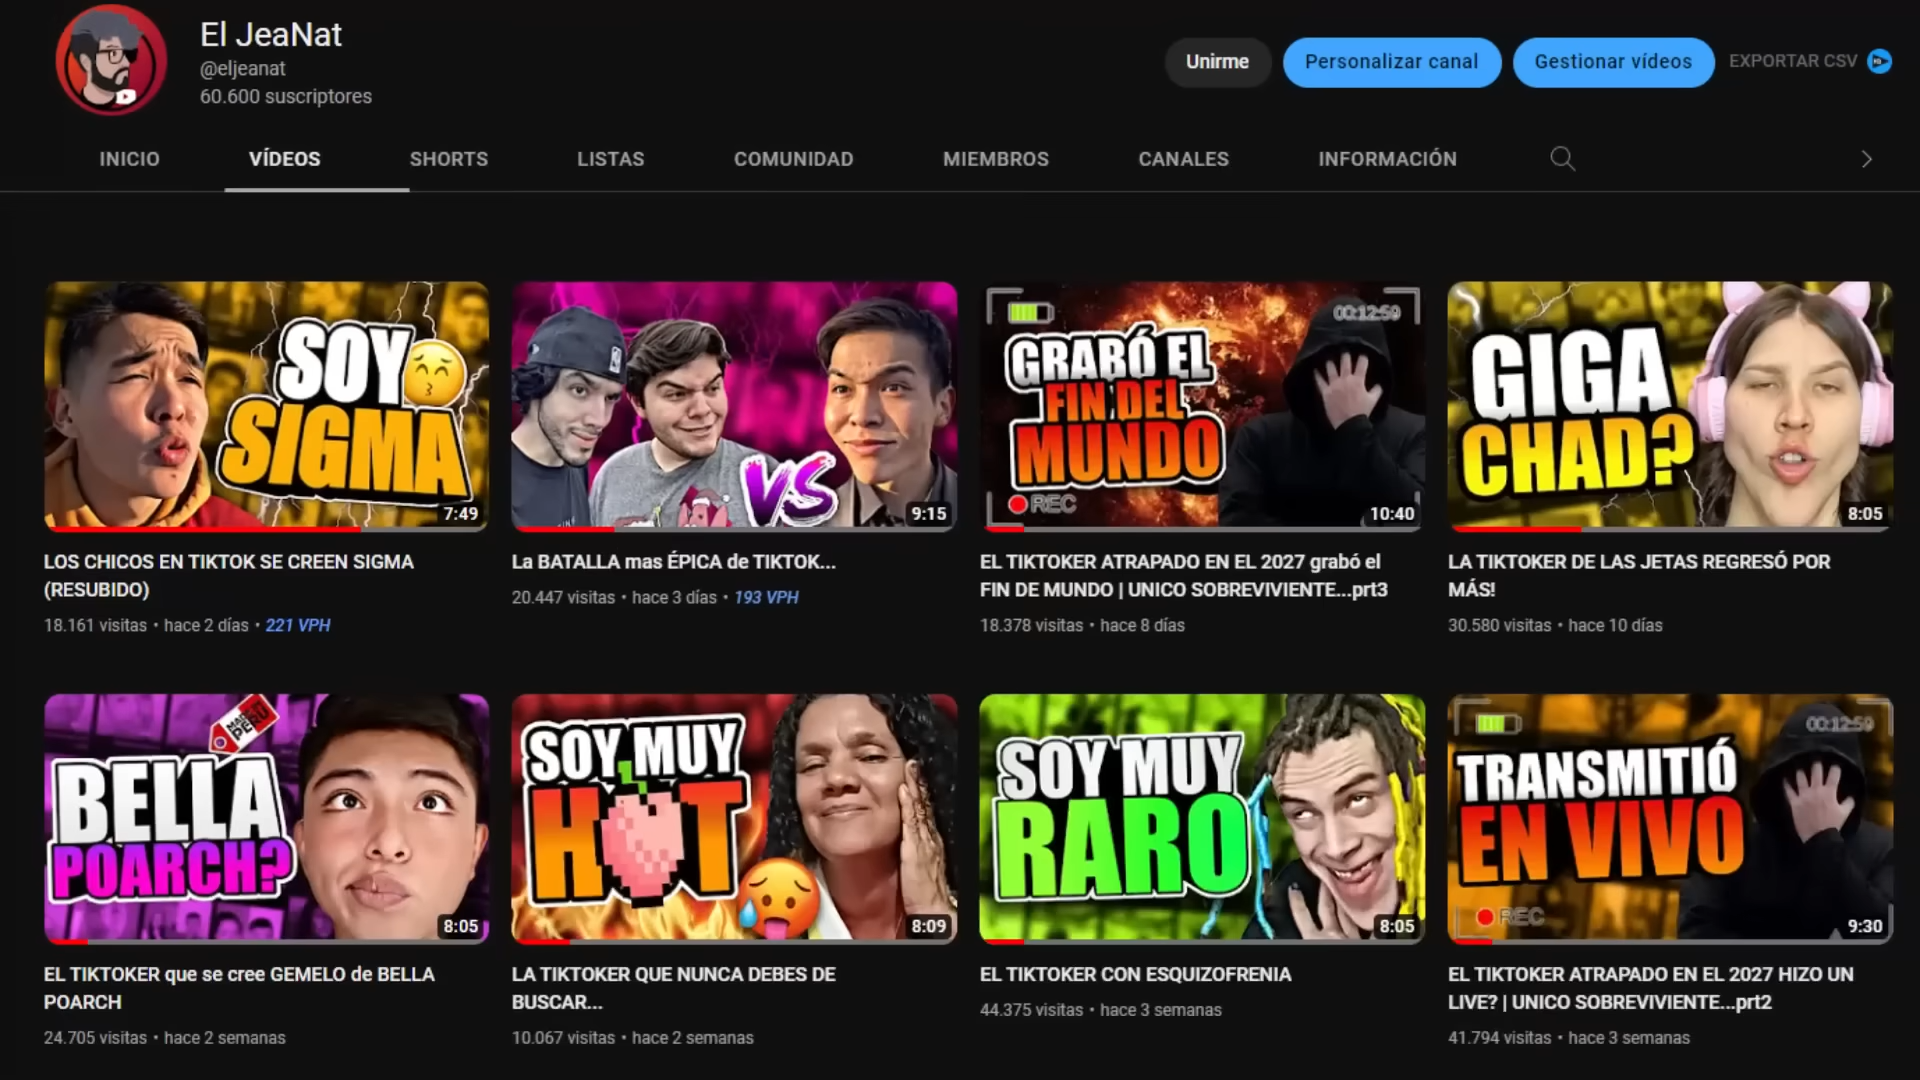 El JeaNat
@eljeanat
60.600 suscriptores
Unirme
Personalizar canal
Gestionar vídeos
EXPORTAR CSV
INICIO
VÍDEOS
SHORTS
LISTAS
COMUNIDAD
MIEMBROS
CANALES
INFORMACIÓN
SOY
SIGMA
7:49
VS
9:15
00:12:59
GRABÓ EL
FIN DEL
MUNDO
REC
10:40
GIGA
CHAD?
8:05
LOS CHICOS EN TIKTOK SE CREEN SIGMA
(RESUBIDO)
18.161 visitas • hace 2 días • 221 VPH
La BATALLA mas ÉPICA de TIKTOK...
20.447 visitas • hace 3 días • 193 VPH
EL TIKTOKER ATRAPADO EN EL 2027 grabó el
FIN DE MUNDO | UNICO SOBREVIVIENTE...prt3
18.378 visitas • hace 8 días
LA TIKTOKER DE LAS JETAS REGRESÓ POR
MÁS!
30.580 visitas • hace 10 días
MADE
PERU
BELLA
POARCH?
8:05
SOY MUY
HOT
8:09
SOY MUY
RARO
8:05
00:12:59
TRANSMITIÓ
EN VIVO
REC
9:30
EL TIKTOKER que se cree GEMELO de BELLA
POARCH
24.705 visitas • hace 2 semanas
LA TIKTOKER QUE NUNCA DEBES DE
BUSCAR...
10.067 visitas • hace 2 semanas
EL TIKTOKER CON ESQUIZOFRENIA
44.375 visitas • hace 3 semanas
EL TIKTOKER ATRAPADO EN EL 2027 HIZO UN
LIVE? | UNICO SOBREVIVIENTE...prt2
41.794 visitas • hace 3 semanas